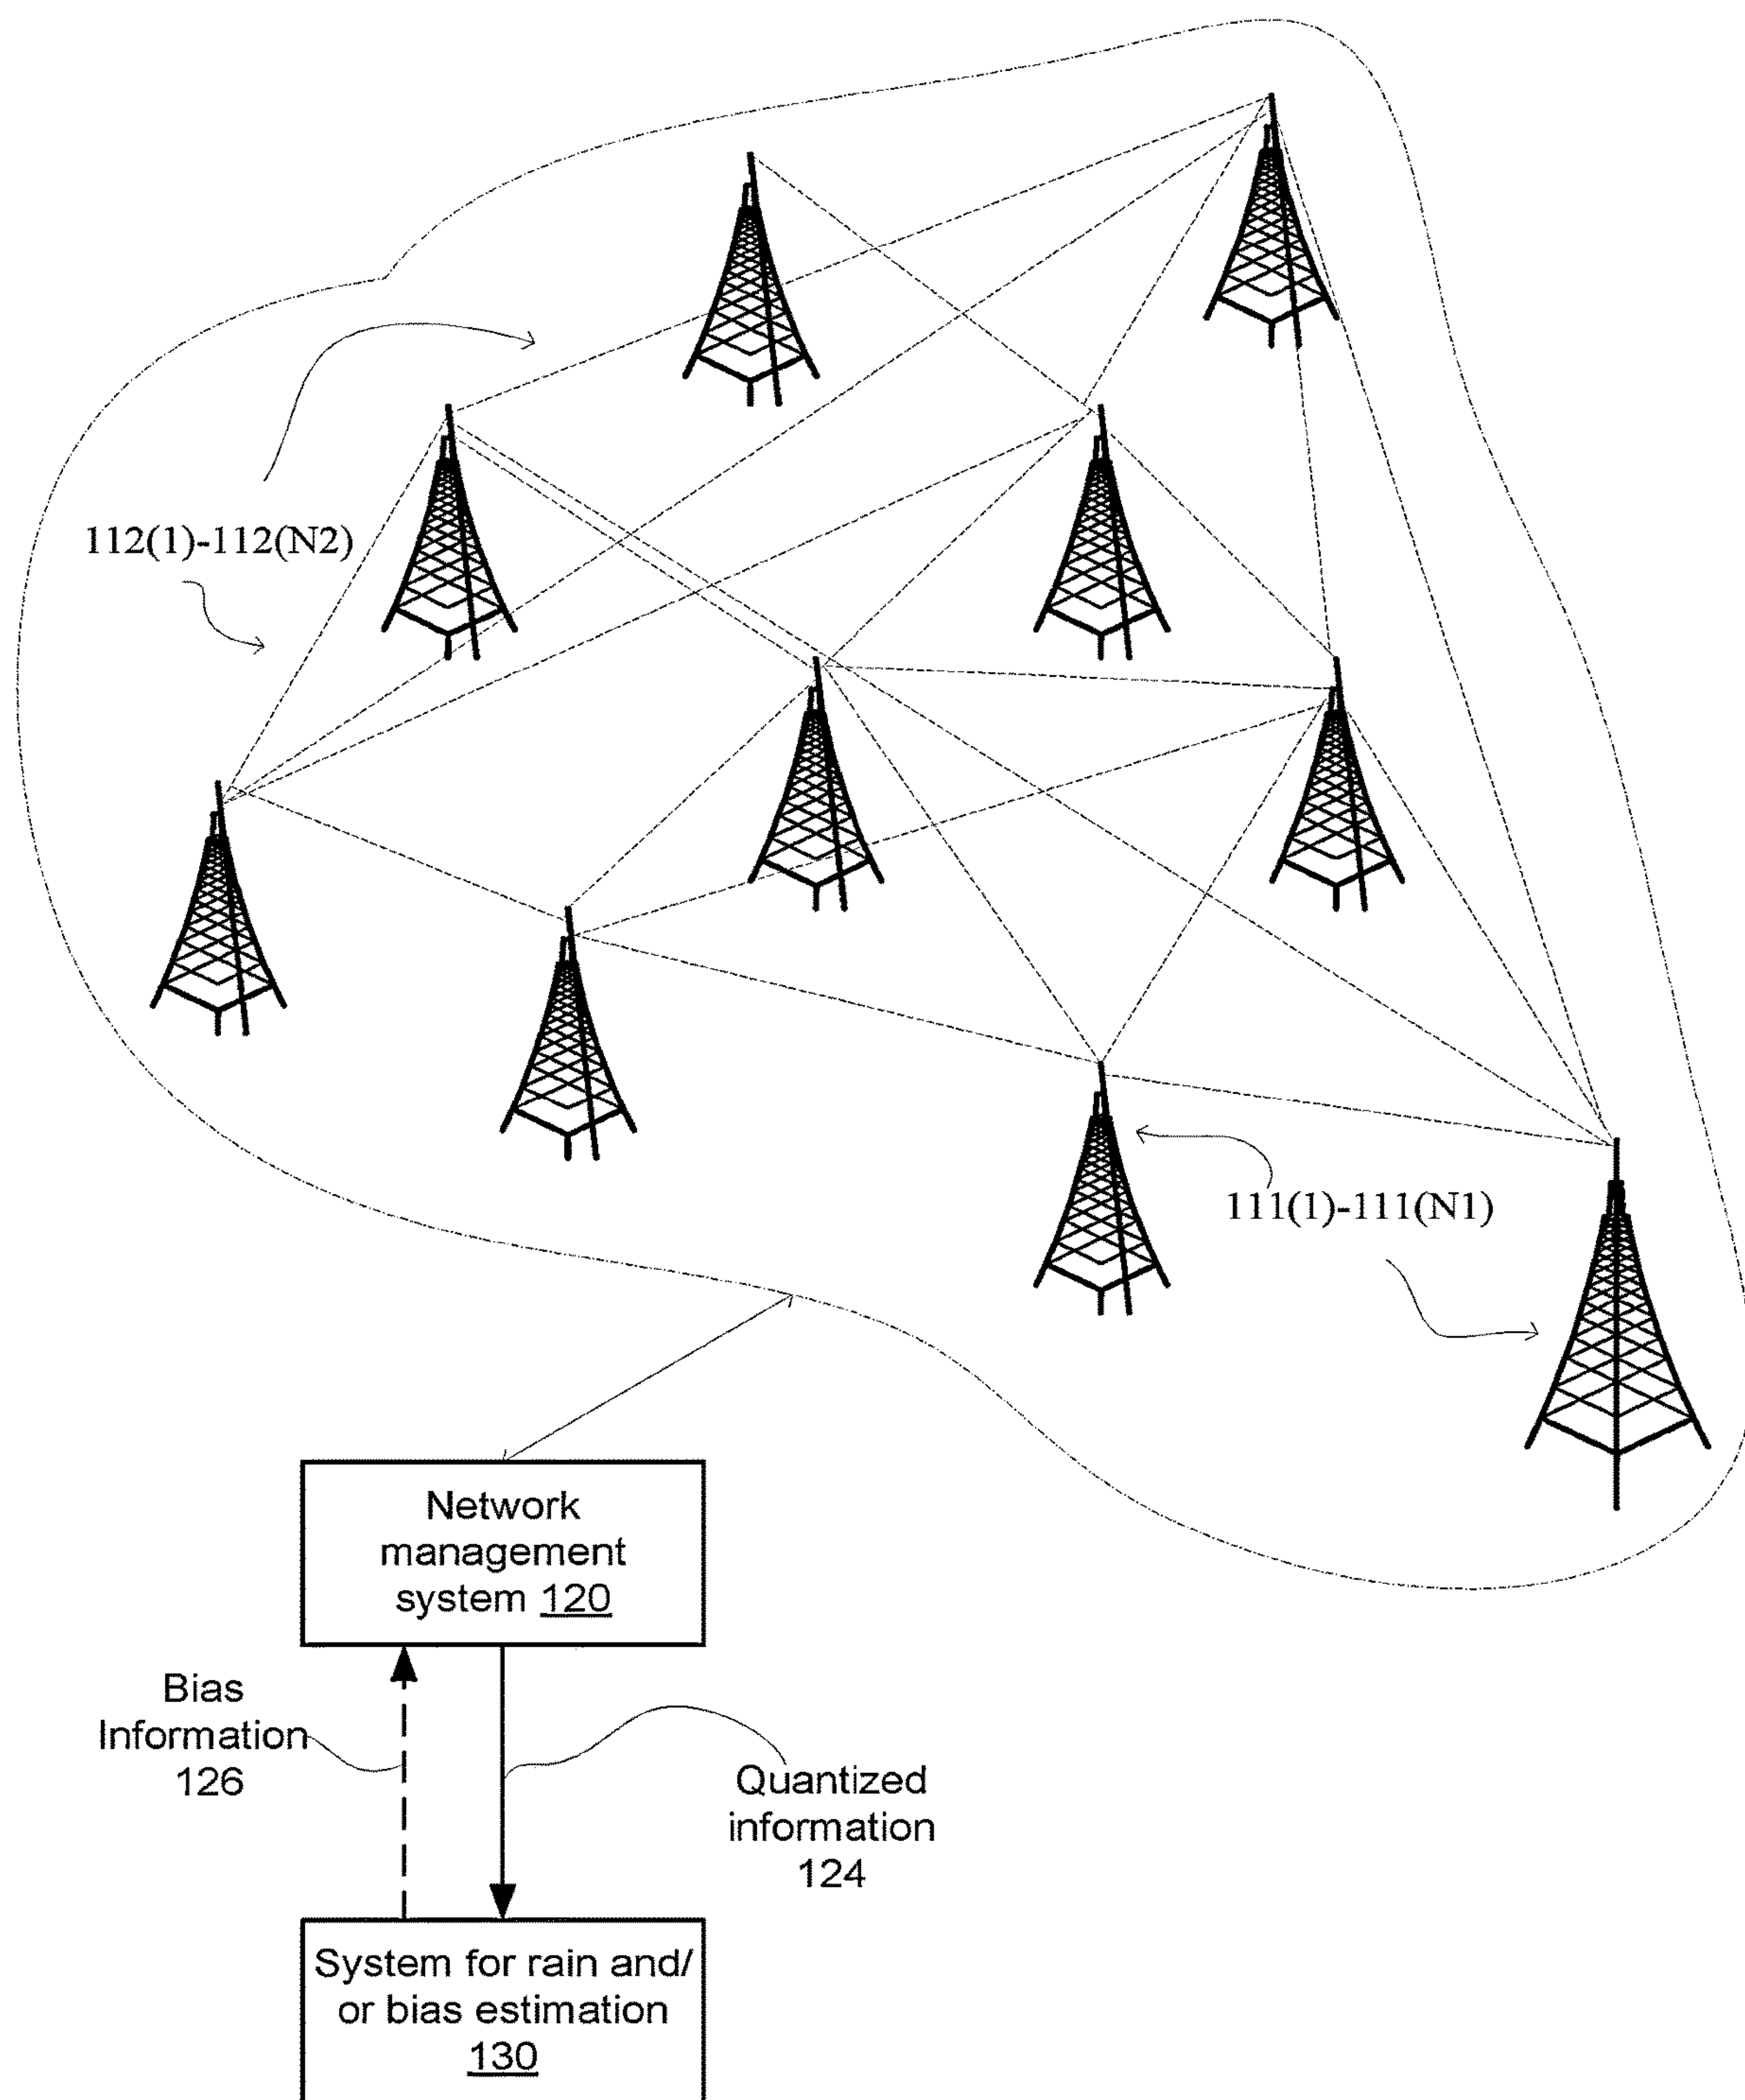 112(1)-112(N2)
111(1)-111(N1)
Network
management
system 120
Bias
Information
126
Quantized
information
124
System for rain and/
or bias estimation
130